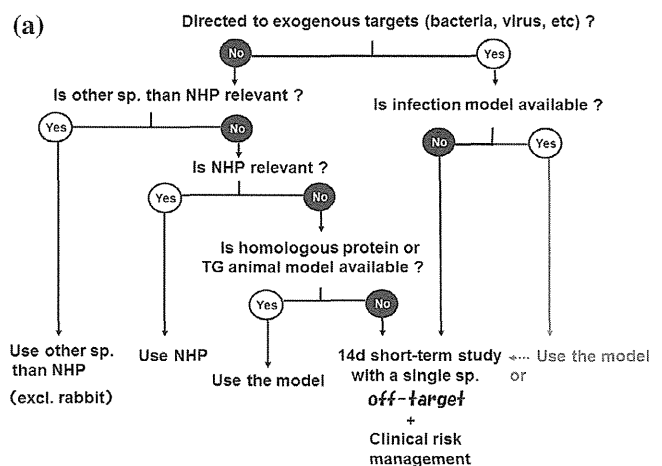 (a)
Directed to exogenous targets (bacteria, virus, etc) ?
No
Yes
Is other sp. than NHP relevant ?
Is infection model available ?
Yes
No
No
Yes
Is NHP relevant ?
Yes
No
Is homologous protein or
TG animal model available ?
Yes
No
Use other sp.
than NHP
(excl. rabbit)
Use NHP
Use the model
14d short-term study
with a single sp.
off-target
+
Clinical risk
management
Use the model
or